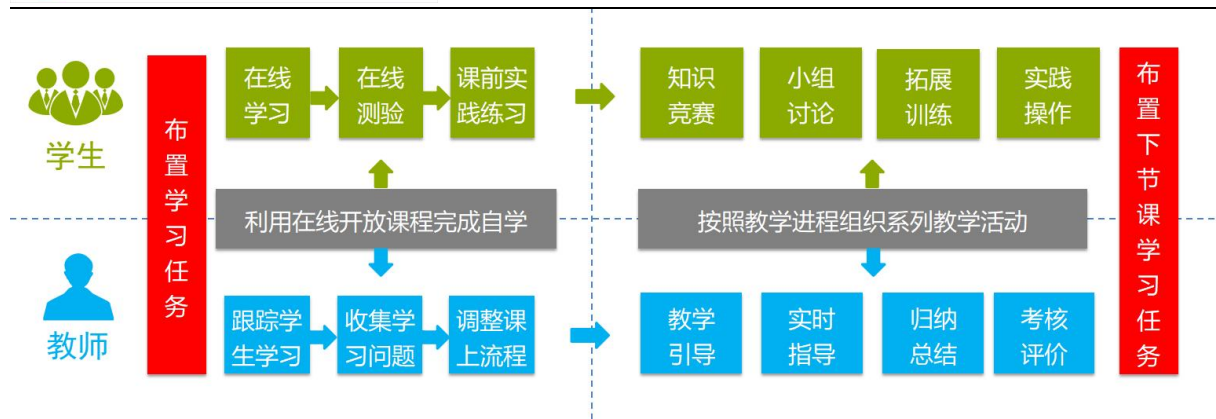 学生
布置学习任务
在线
学习
在线
测验
课前实
践练习
知识
竞赛
小组
讨论
拓展
训练
实践
操作
布置下节课学习任务
利用在线开放课程完成自学
按照教学进程组织系列教学活动
教师
跟踪学
生学习
收集学
习问题
调整课
上流程
教学
引导
实时
指导
归纳
总结
考核
评价